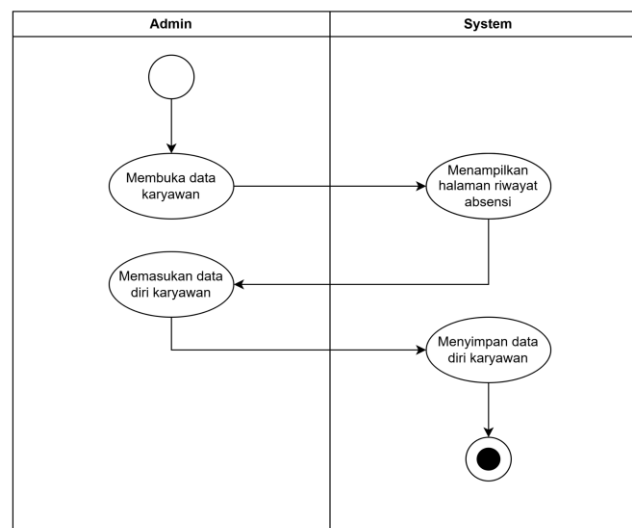 Admin
System
Membuka data
karyawan
Menampilkan
halaman riwayat
absensi
Memasukan data
diri karyawan
Menyimpan data
diri karyawan